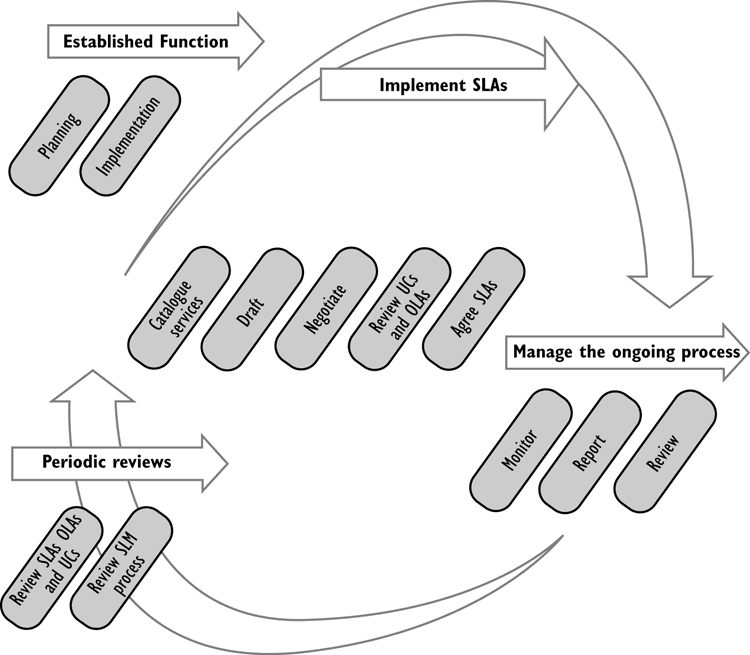 Established Function
Planning
Implementation
Implement SLAs
Catalogue
services
Draft
Negotiate
Review UCs
and OLAs
Agree SLAs
Manage the ongoing process
Monitor
Report
Review
Periodic reviews
Review SLAs OLAs
and UCs
Review SLM
process